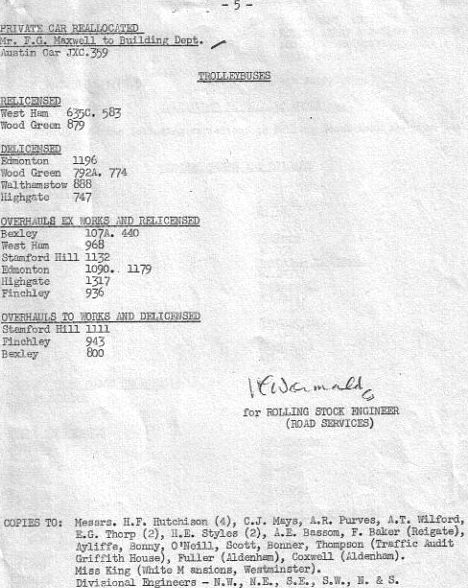 - 5 -
PRIVATE CAR REALLOCATED
Mr. F.G. Maxwell to Building Dept.
Austin Car JXC.359
TROLLEYBUSES
RELICENSED
West Ham 635C. 583
Wood Green 879
DELICENSED
Edmonton 1196
Wood Green 792A. 774
Walthamstow 888
Highgate 747
OVERHAULS EX WORKS AND RELICENSED
Bexley 107A. 440
West Ham 968
Stamford Hill 1132
Edmonton 1090. 1179
Highgate 1317
Finchley 936
OVERHAULS TO WORKS AND DELICENSED
Stamford Hill 1111
Finchley 943
Bexley 800
for ROLLING STOCK ENGINEER
(ROAD SERVICES)
COPIES TO: Messrs. H.F. Hutchison (4), C.J. Mays, A.R. Purves, A.T. Wilford,
E.G. Thorp (2), H.E. Styles (2), A.E. Bassom, F. Baker (Reigate),
Ayliffe, Bonny, O'Neill, Scott, Bonner, Thompson (Traffic Audit
Griffith House), Fuller (Aldenham), Coxwell (Aldenham).
Miss King (White M ansions, Westminster).
Divisional Engineers - N.W., N.E., S.E., S.W., N. & S.